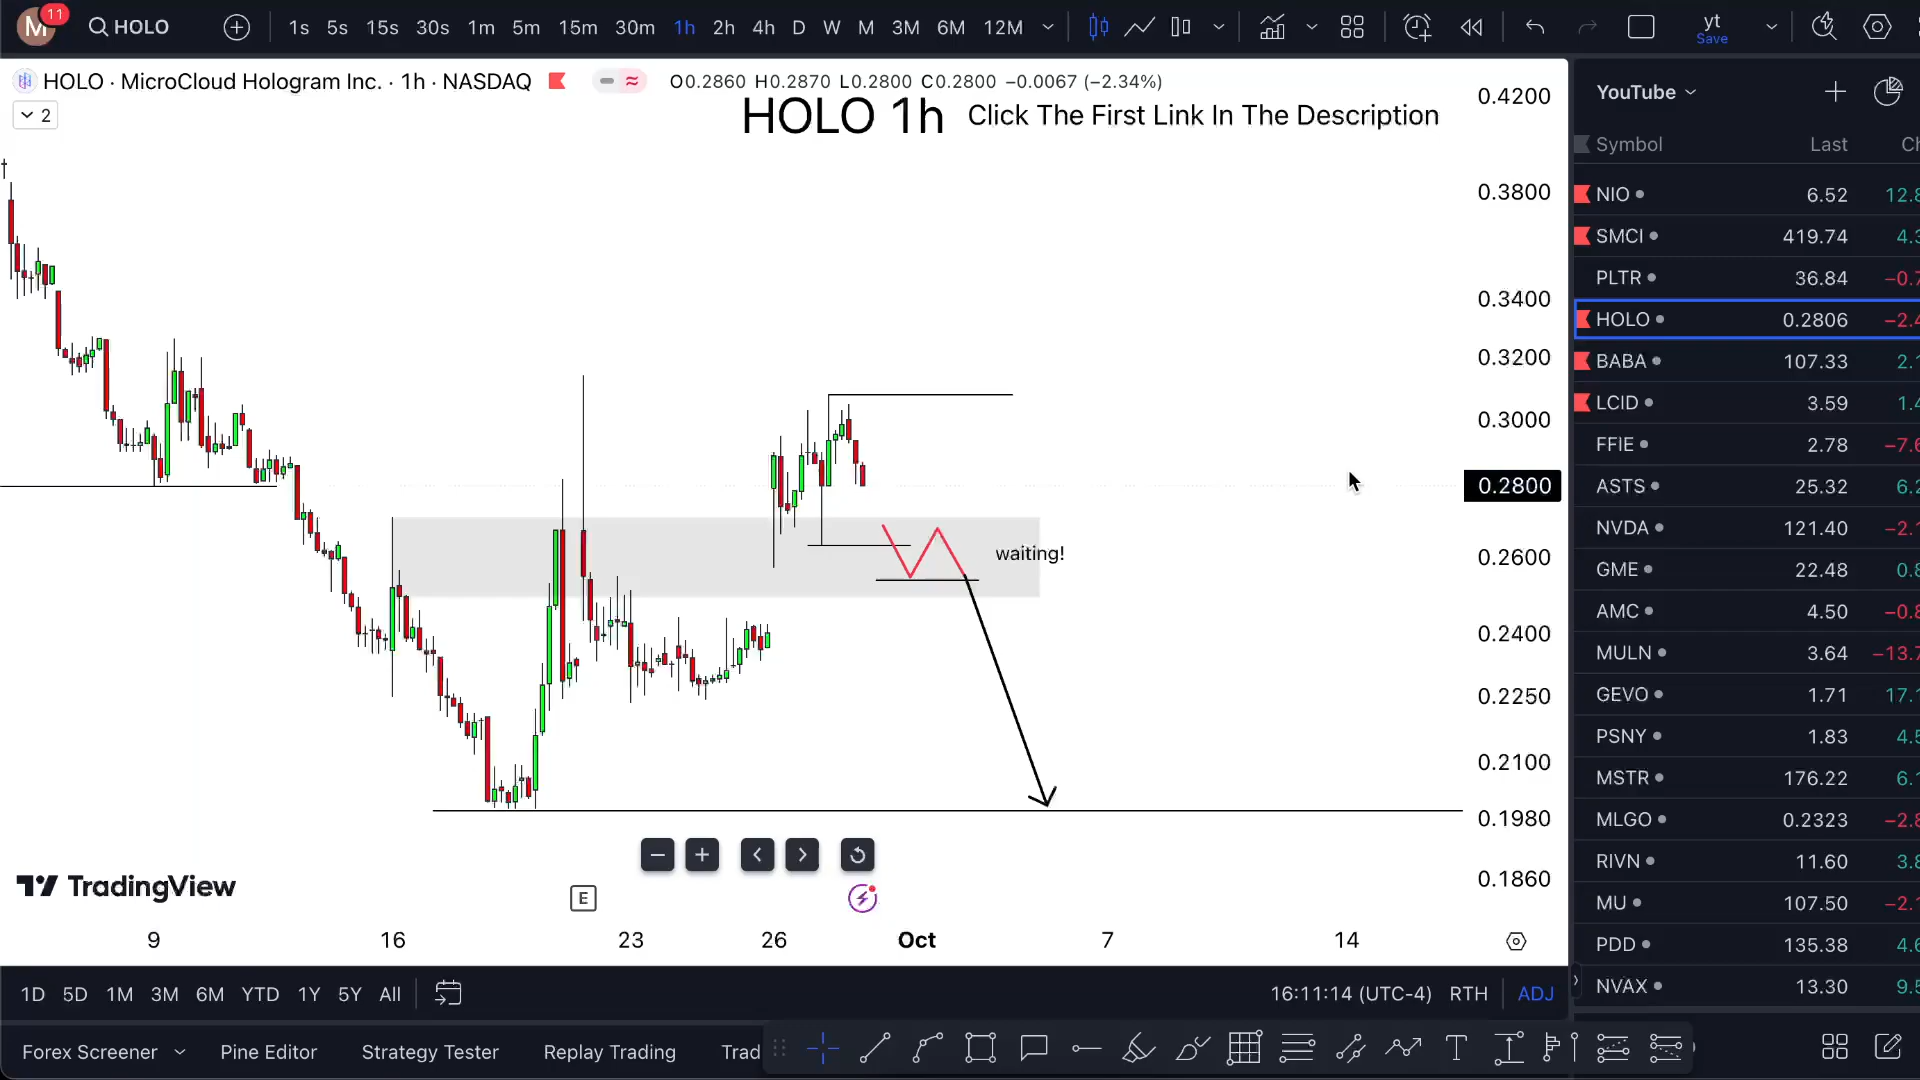 M 11 HOLO 1s 5s 15s 30s 1m 5m 15m 30m 1h 2h 4h D W M 3M 6M 12M yt
Save
HOLO · MicroCloud Hologram Inc. · 1h · NASDAQ O0.2860 H0.2870 L0.2800 C0.2800 −0.0067 (−2.34%)
2
HOLO 1h Click The First Link In The Description
0.4200
0.3800
0.3400
0.3200
0.3000
0.2800
0.2600
0.2400
0.2250
0.2100
0.1980
0.1860
waiting!
TradingView
E
9 16 23 26 Oct 7 14
YouTube
Symbol Last
NIO 6.52
SMCI 419.74
PLTR 36.84
HOLO 0.2806
BABA 107.33
LCID 3.59
FFIE 2.78
ASTS 25.32
NVDA 121.40
GME 22.48
AMC 4.50
MULN 3.64
GEVO 1.71
PSNY 1.83
MSTR 176.22
MLGO 0.2323
RIVN 11.60
MU 107.50
PDD 135.38
NVAX 13.30
1D 5D 1M 3M 6M YTD 1Y 5Y All 16:11:14 (UTC-4) RTH ADJ
Forex Screener Pine Editor Strategy Tester Replay Trading Trad